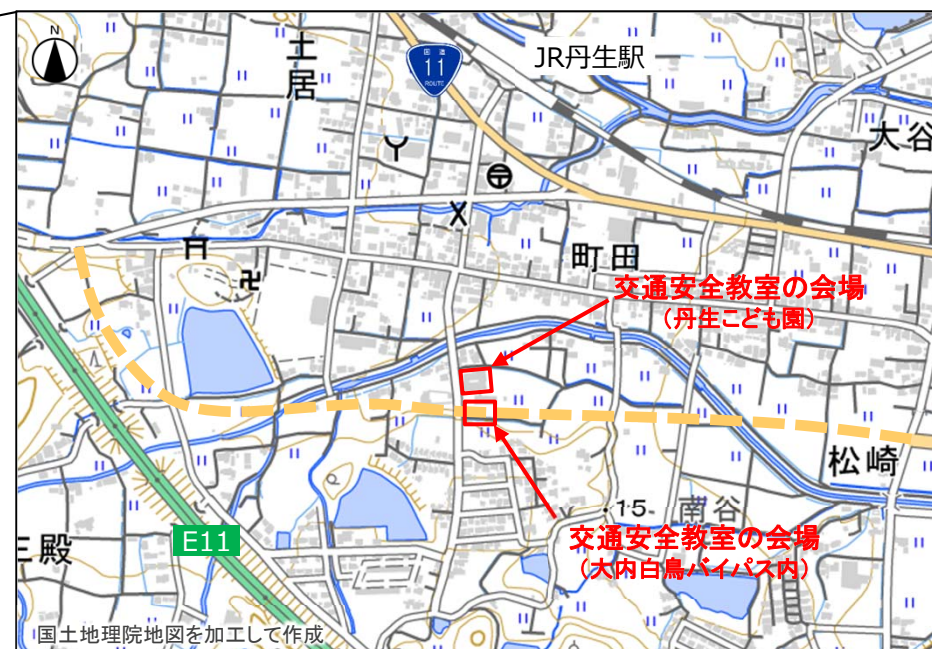 N
土居
国道
11
ROUTE
JR丹生駅
大谷
町田
交通安全教室の会場
（丹生こども園）
松崎
・15
南谷
交通安全教室の会場
（大内白鳥バイパス内）
E11
三殿
国土地理院地図を加工して作成